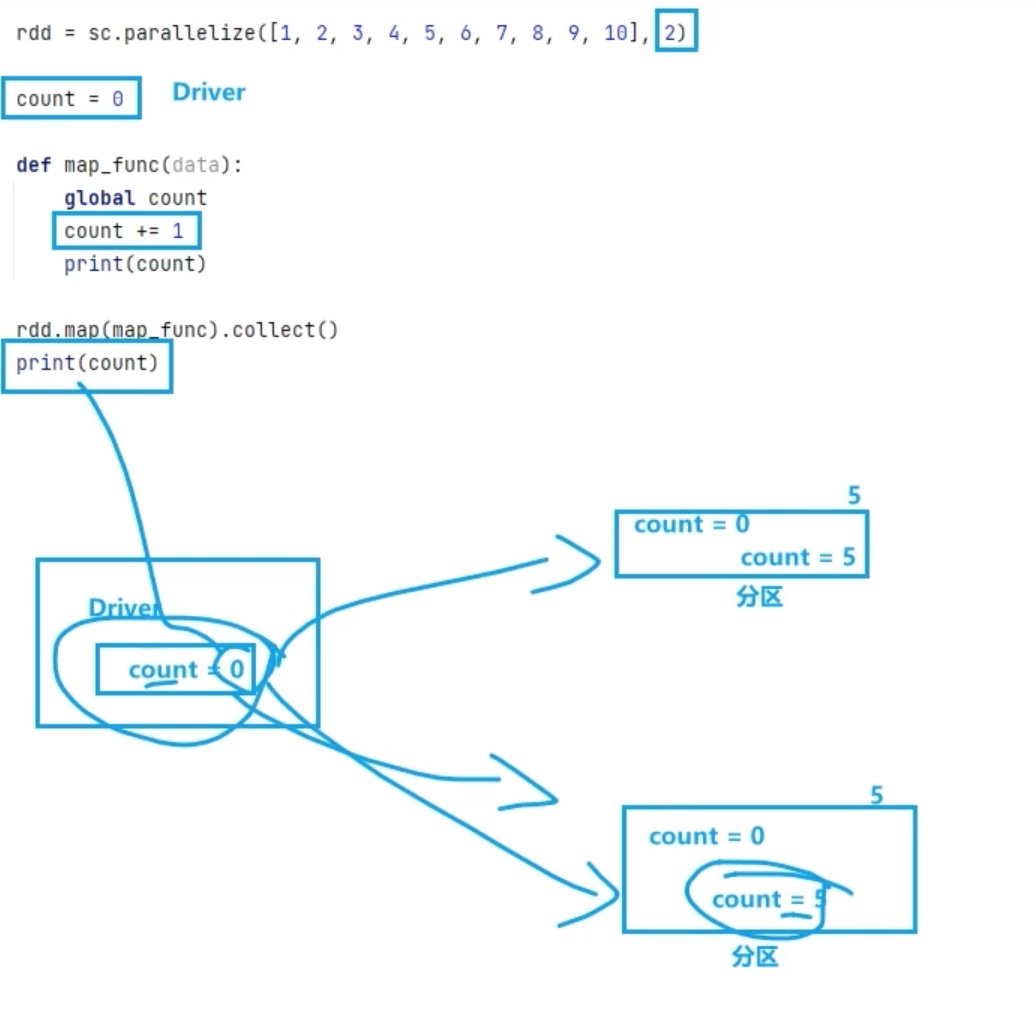 rdd = sc.parallelize([1, 2, 3, 4, 5, 6, 7, 8, 9, 10], 2)
count = 0 Driver
def map_func(data):
global count
count += 1
print(count)
rdd.map(map_func).collect()
print(count)
5
count = 0
count = 5
分区
Driver
count = 0
5
count = 0
count = 5
分区